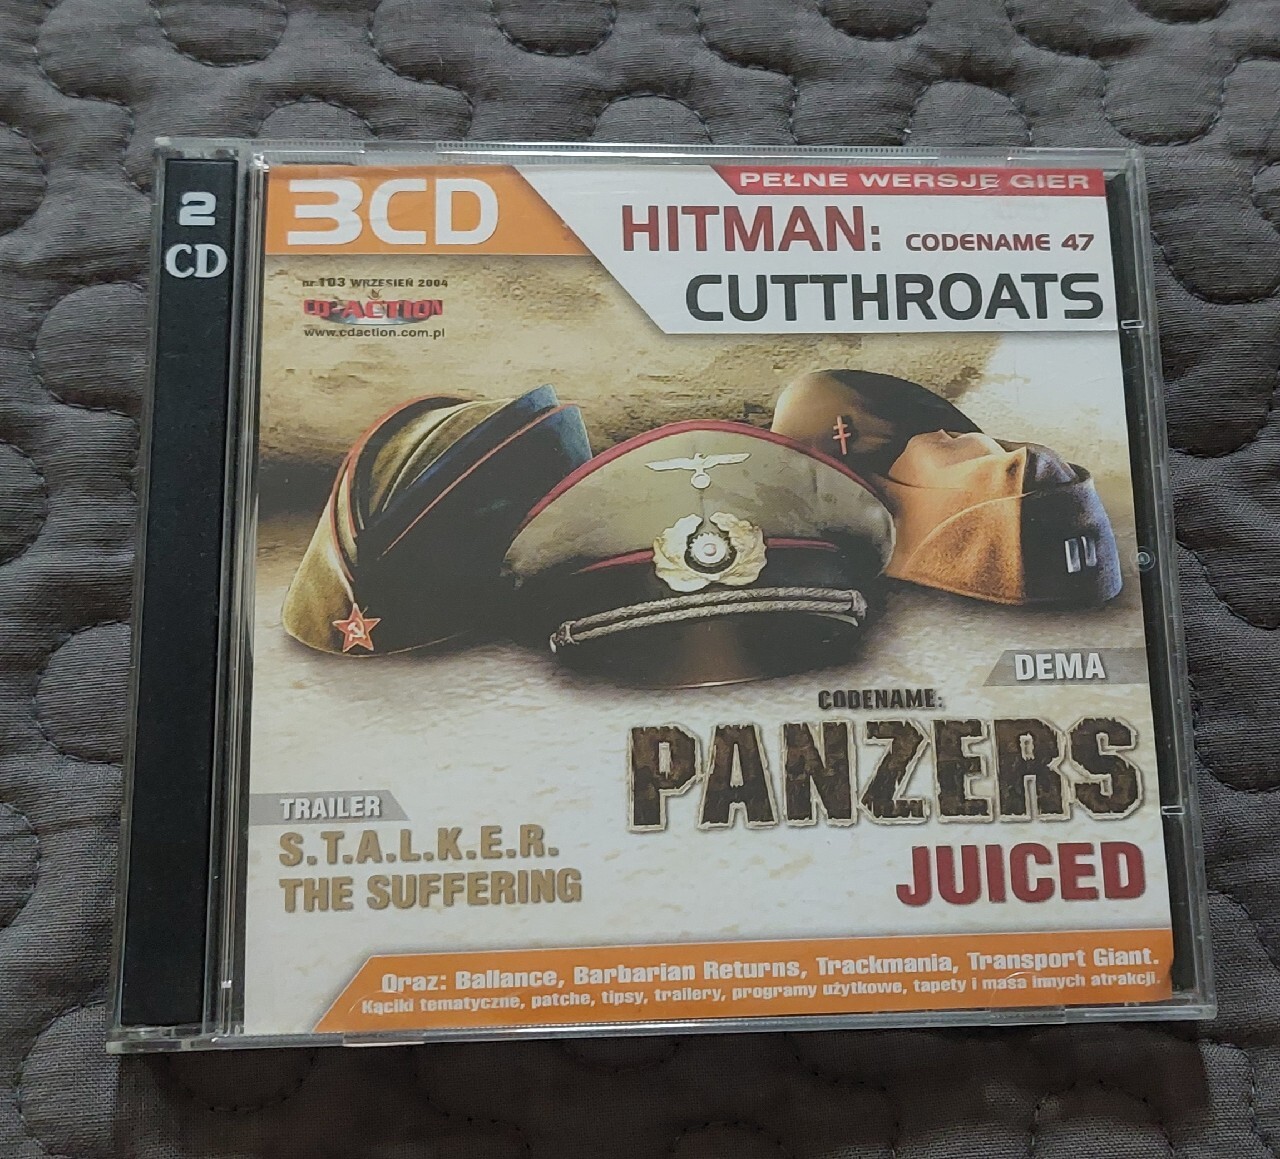 2
CD
3CD
PEŁNE WERSJE GIER
HITMAN: CODENAME 47
CUTTHROATS
nr 103 WRZESIEŃ 2004
CD-ACTION
www.cdaction.com.pl
DEMA
CODENAME:
PANZERS
JUICED
TRAILER
S.T.A.L.K.E.R.
THE SUFFERING
Oraz: Ballance, Barbarian Returns, Trackmania, Transport Giant.
Kąciki tematyczne, patche, tipsy, trailery, programy użytkowe, tapety i masa innych atrakcji.